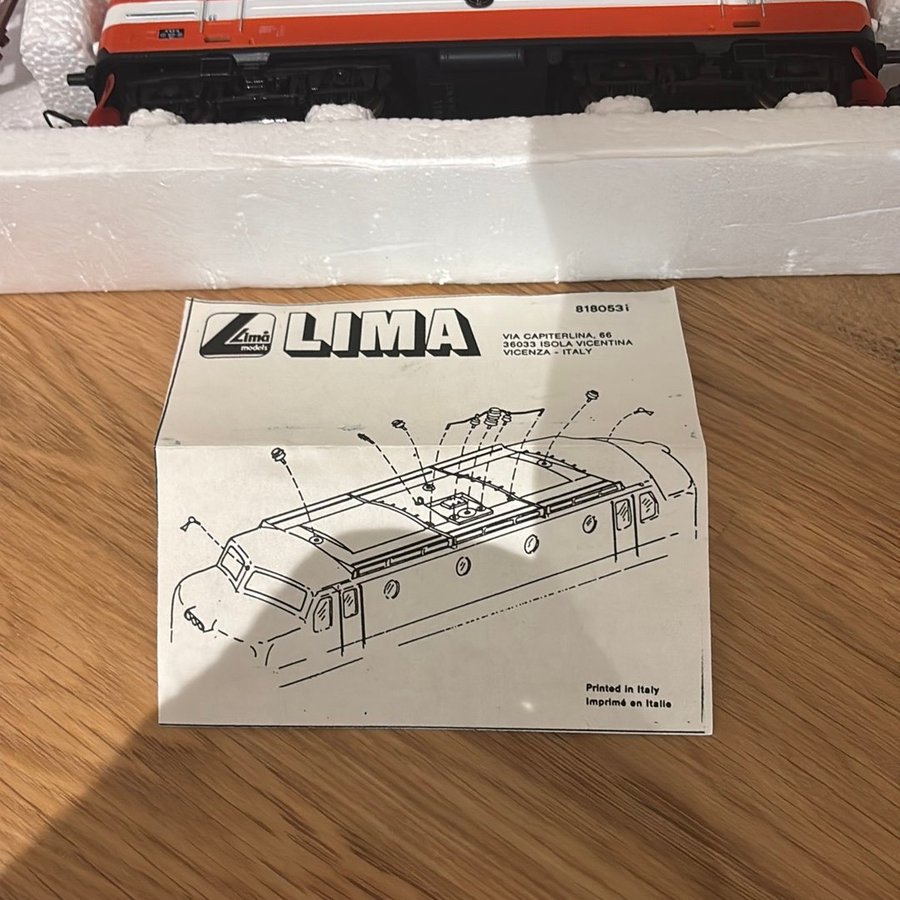 Lima
models
LIMA
818053i
VIA CAPITERLINA, 66
36033 ISOLA VICENTINA
VICENZA - ITALY
Printed in Italy
Imprimé en Italie